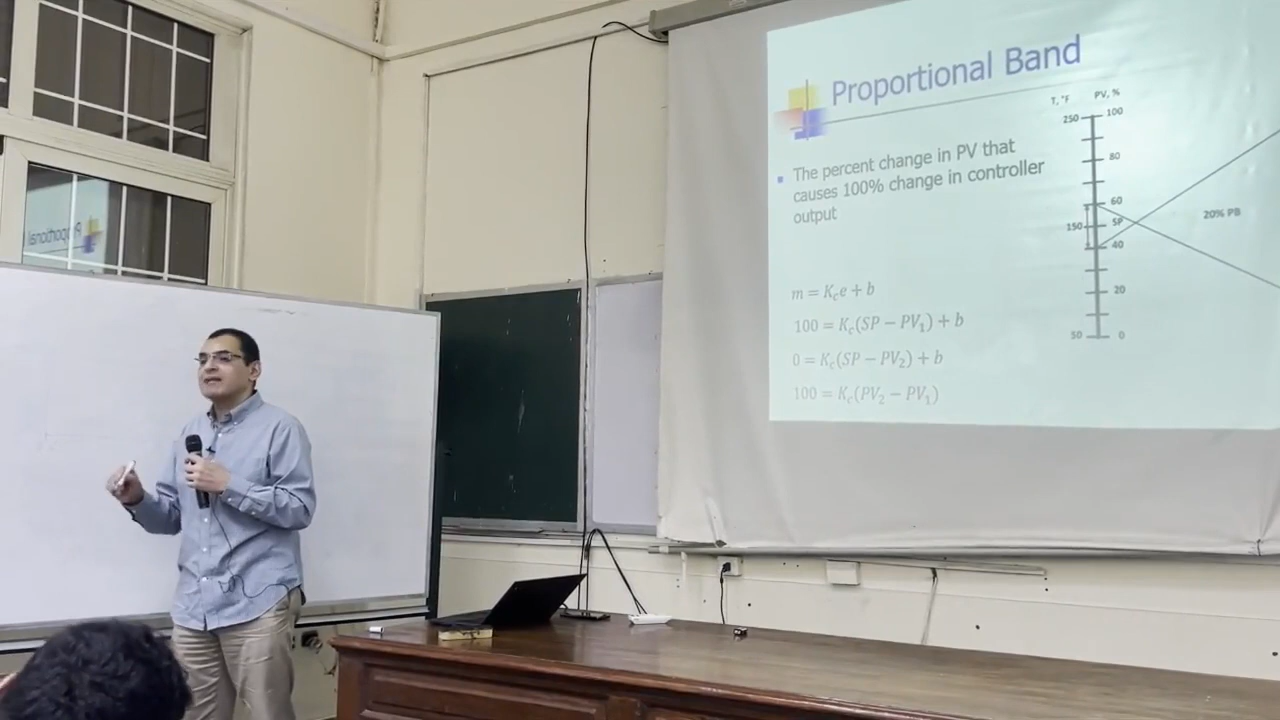 Proportional Band
The percent change in PV that
causes 100% change in controller
output
m = K_c e + b
100 = K_c(SP − PV_1) + b
0 = K_c(SP − PV_2) + b
100 = K_c(PV_2 − PV_1)
T, °F PV, %
250 100
80
60
150 SP
40
20
50 0
20% PB
Proportional